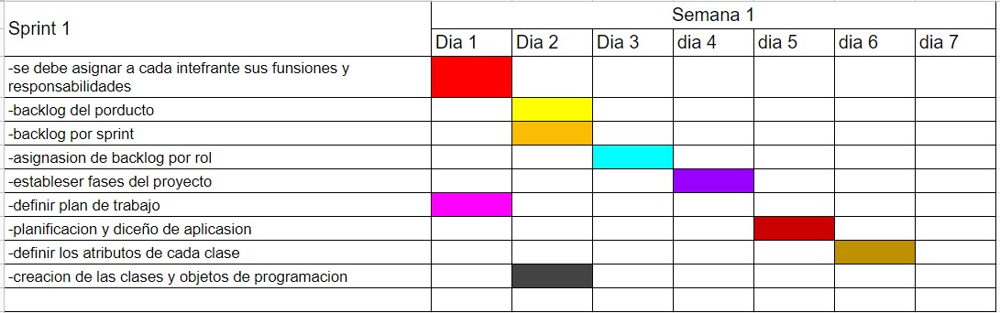 Sprint 1
Semana 1
Dia 1 Dia 2 Dia 3 dia 4 dia 5 dia 6 dia 7
-se debe asignar a cada intefrante sus funsiones y
responsabilidades
-backlog del porducto
-backlog por sprint
-asignasion de backlog por rol
-estableser fases del proyecto
-definir plan de trabajo
-planificacion y diceño de aplicasion
-definir los atributos de cada clase
-creacion de las clases y objetos de programacion